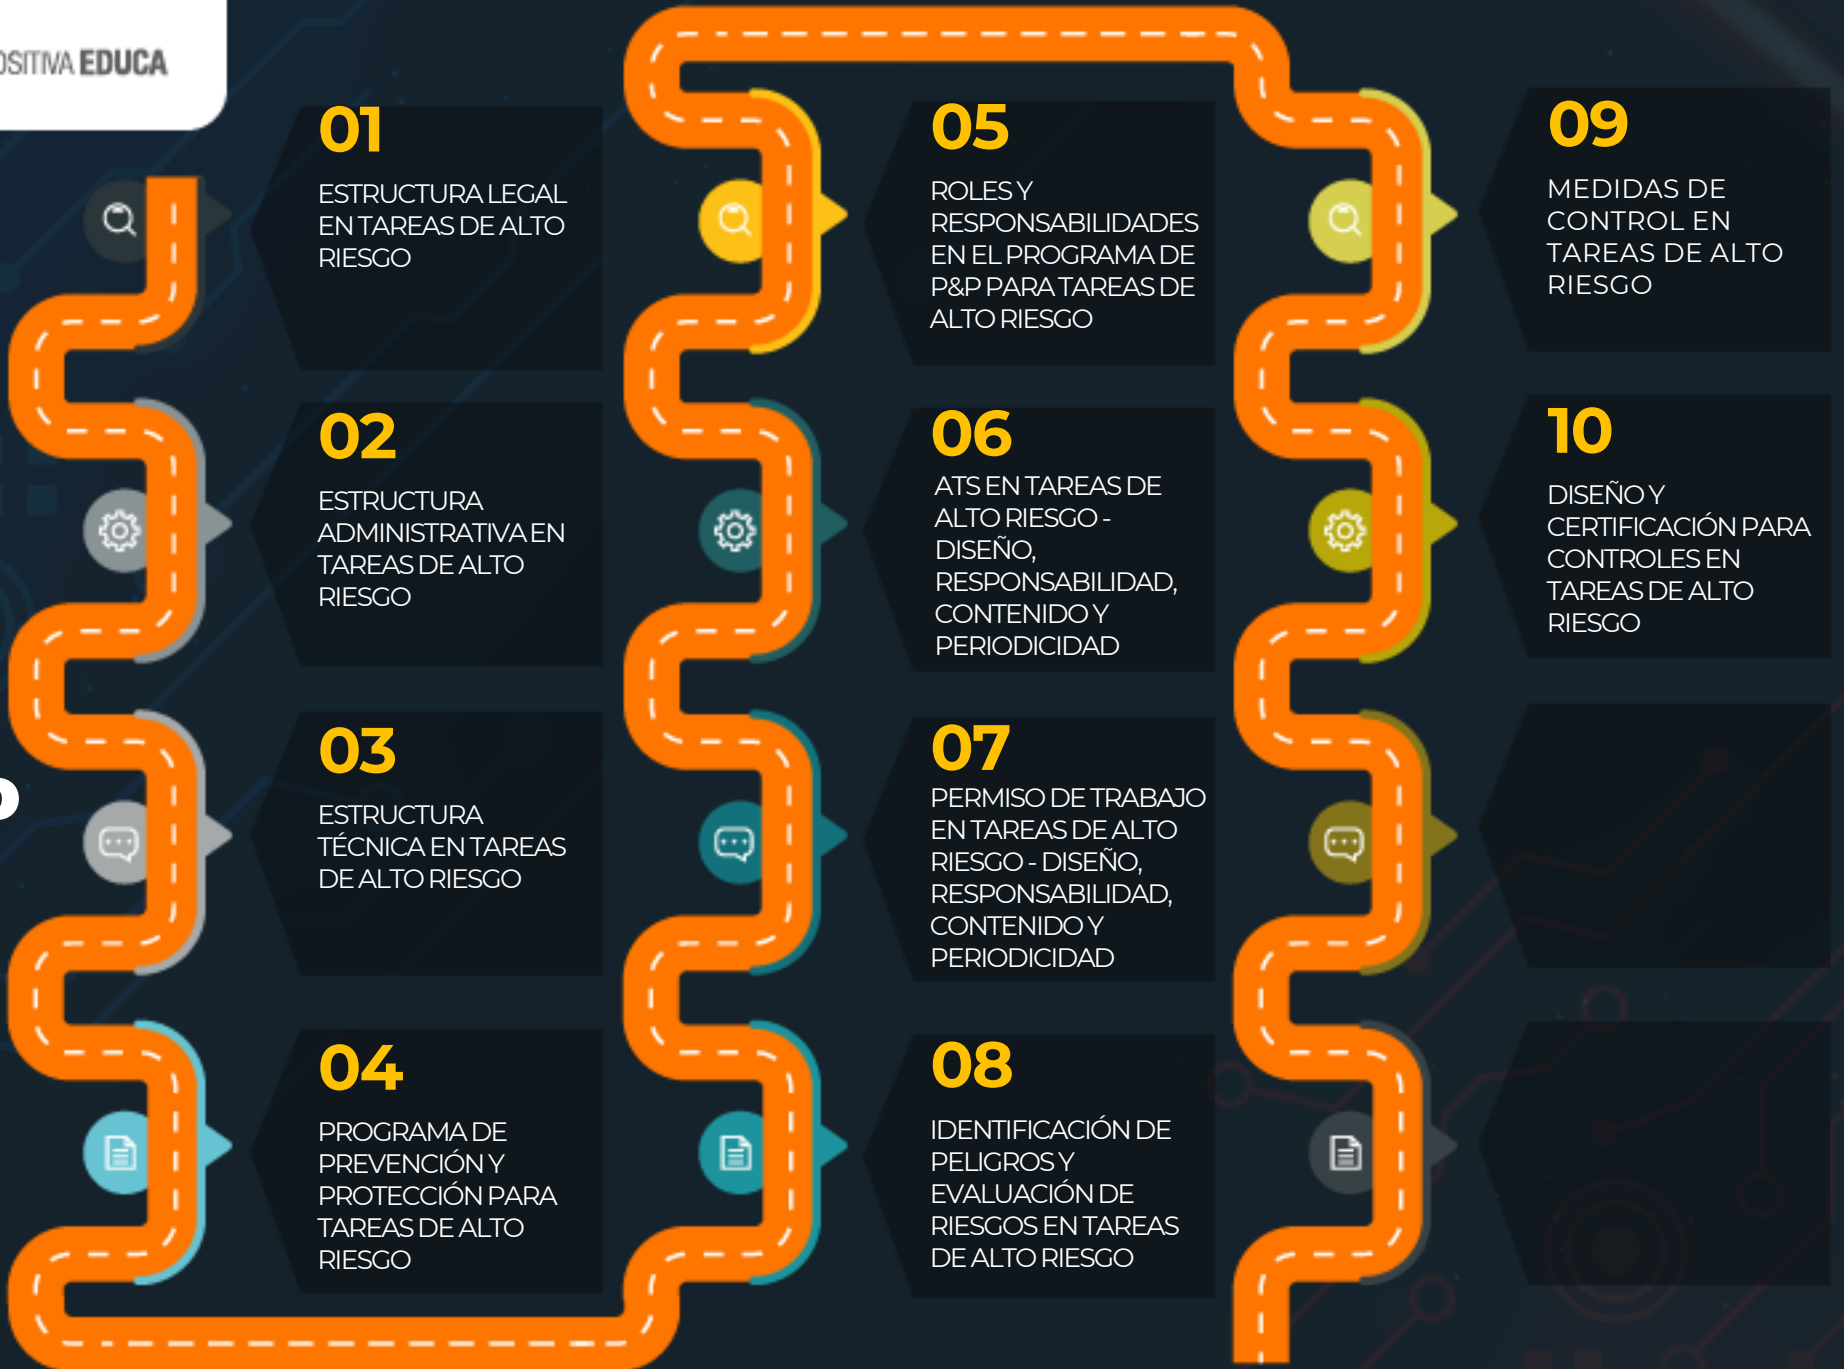 EDUCA
01
ESTRUCTURA LEGAL
EN TAREAS DE ALTO
RIESGO
02
ESTRUCTURA
ADMINISTRATIVA EN
TAREAS DE ALTO
RIESGO
03
ESTRUCTURA
TÉCNICA EN TAREAS
DE ALTO RIESGO
04
PROGRAMA DE
PREVENCIÓN Y
PROTECCIÓN PARA
TAREAS DE ALTO
RIESGO
05
ROLES Y
RESPONSABILIDADES
EN EL PROGRAMA DE
P&P PARA TAREAS DE
ALTO RIESGO
06
ATS EN TAREAS DE
ALTO RIESGO -
DISEÑO,
RESPONSABILIDAD,
CONTENIDO Y
PERIODICIDAD
07
PERMISO DE TRABAJO
EN TAREAS DE ALTO
RIESGO - DISEÑO,
RESPONSABILIDAD,
CONTENIDO Y
PERIODICIDAD
08
IDENTIFICACIÓN DE
PELIGROS Y
EVALUACIÓN DE
RIESGOS EN TAREAS
DE ALTO RIESGO
09
MEDIDAS DE
CONTROL EN
TAREAS DE ALTO
RIESGO
10
DISEÑO Y
CERTIFICACIÓN PARA
CONTROLES EN
TAREAS DE ALTO
RIESGO